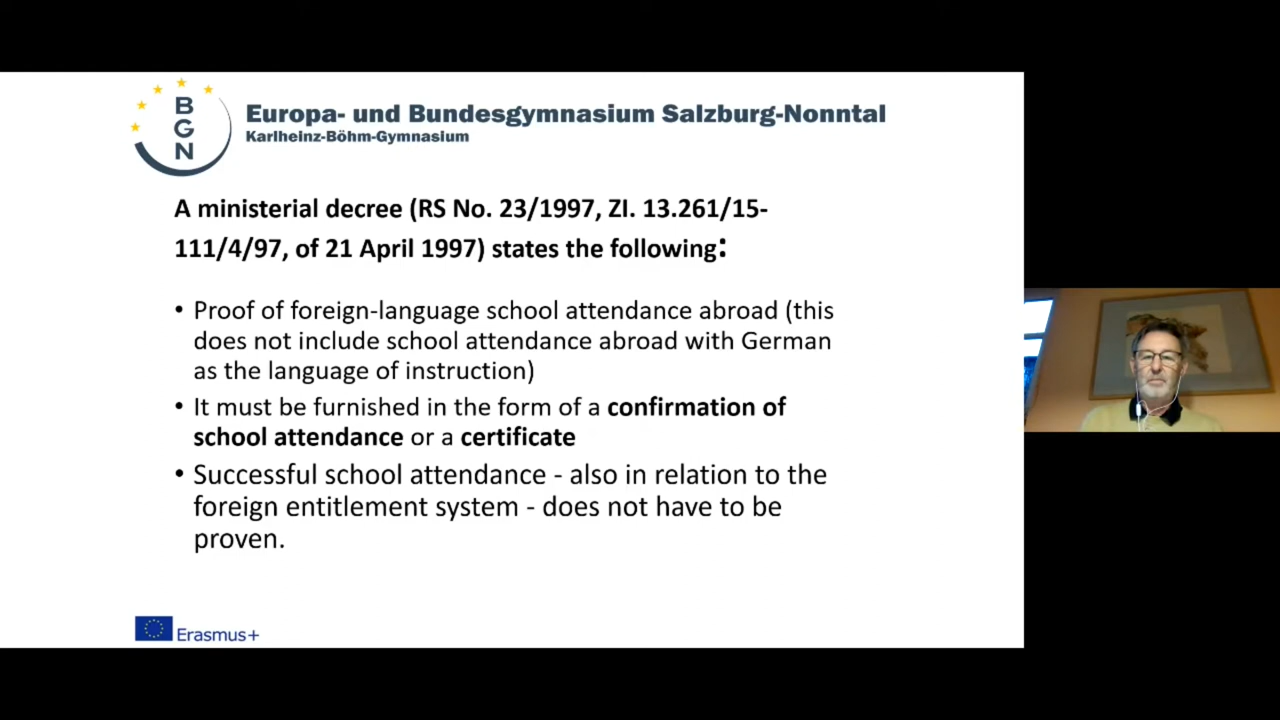 B
G
N
Europa- und Bundesgymnasium Salzburg-Nonntal
Karlheinz-Böhm-Gymnasium
A ministerial decree (RS No. 23/1997, ZI. 13.261/15-
111/4/97, of 21 April 1997) states the following:
• Proof of foreign-language school attendance abroad (this
does not include school attendance abroad with German
as the language of instruction)
• It must be furnished in the form of a confirmation of
school attendance or a certificate
• Successful school attendance - also in relation to the
foreign entitlement system - does not have to be
proven.
Erasmus+